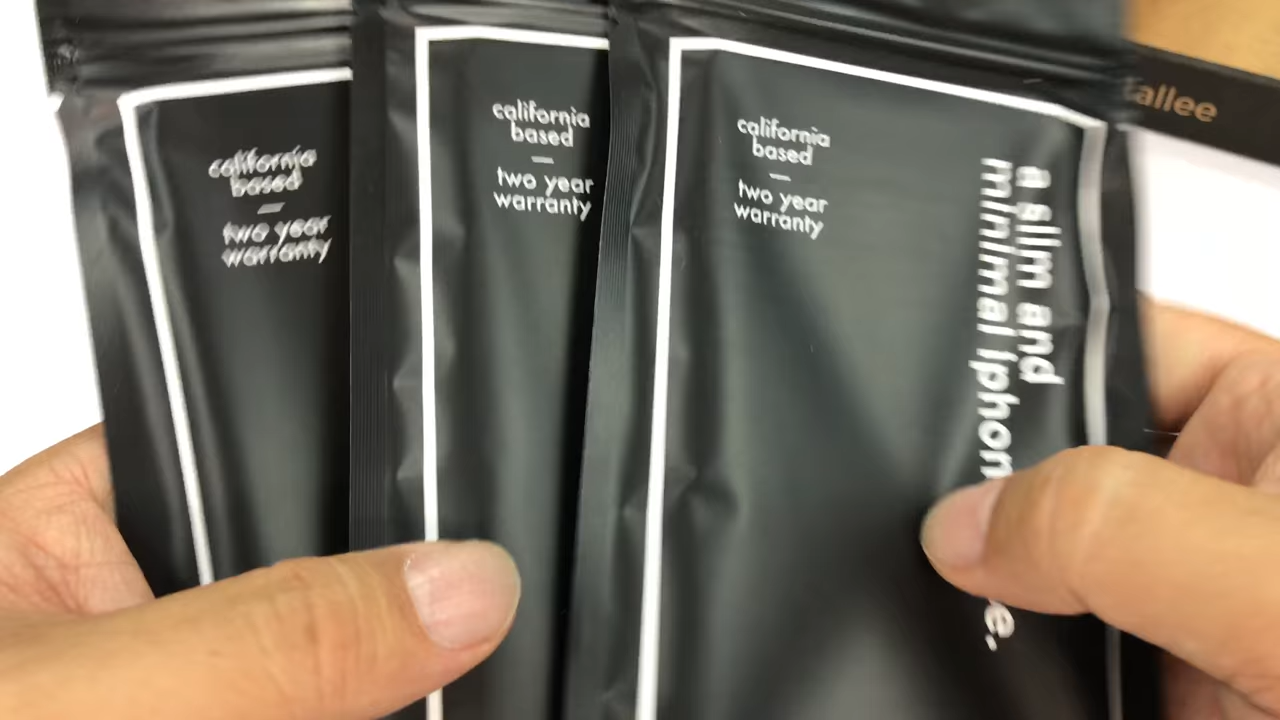 california
based
two year
warranty
california
based
two year
warranty
california
based
two year
warranty
a slim and
minimal iphon
e.